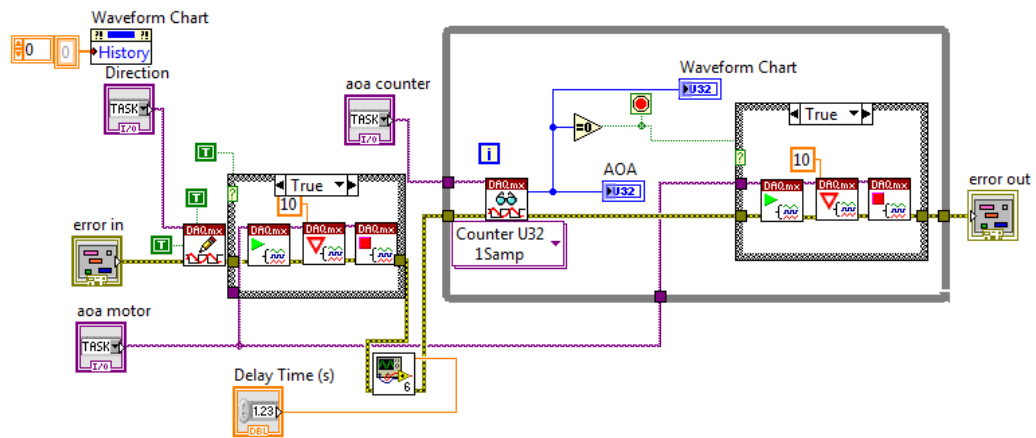 Waveform Chart
0
0
History
Direction
TASK
I/O
aoa counter
TASK
I/O
Waveform Chart
U32
True
=0
T
True
i
10
AOA
U32
error out
T
10
DAQmx
DAQmx
DAQmx
DAQmx
error in
T
DAQmx
DAQmx
DAQmx
DAQmx
Counter U32
1Samp
aoa motor
TASK
I/O
6
Delay Time (s)
1.23
DBL